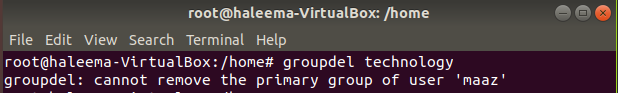 root@haleema-VirtualBox: /home
File Edit View Search Terminal Help
root@haleema-VirtualBox:/home# groupdel technology
groupdel: cannot remove the primary group of user 'maaz'